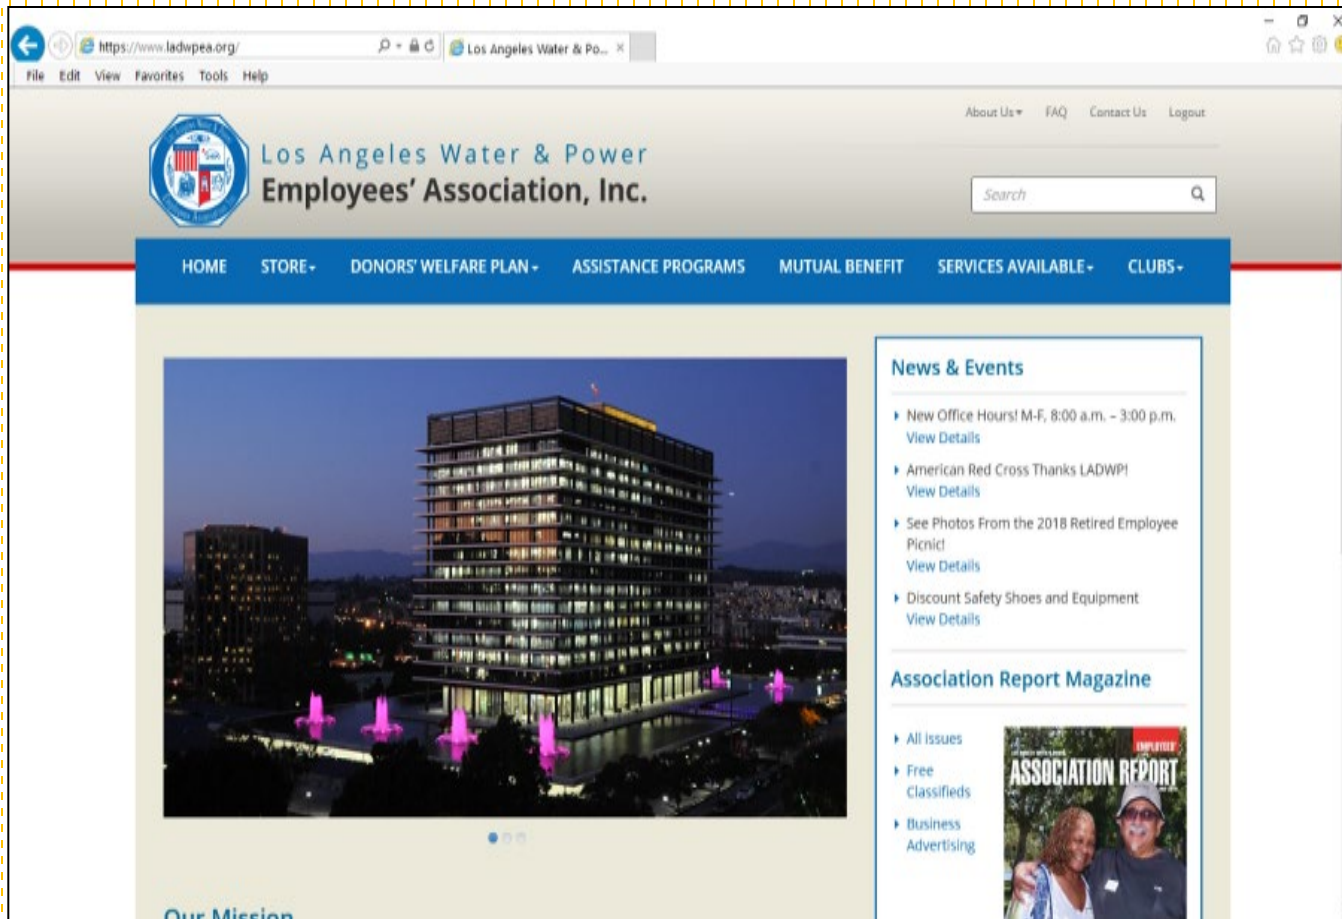 https://www.ladwpea.org/
Los Angeles Water & Po...
File Edit View Favorites Tools Help
About Us FAQ Contact Us Logout
Los Angeles Water & Power
Employees' Association, Inc.
Search
HOME STORE DONORS' WELFARE PLAN ASSISTANCE PROGRAMS MUTUAL BENEFIT SERVICES AVAILABLE CLUBS
News & Events
New Office Hours! M-F, 8:00 a.m. – 3:00 p.m.
View Details
American Red Cross Thanks LADWP!
View Details
See Photos From the 2018 Retired Employee
Picnic!
View Details
Discount Safety Shoes and Equipment
View Details
Association Report Magazine
All issues
Free
Classifieds
Business
Advertising
EMPLOYEES'
ASSOCIATION REPORT
Our Mission